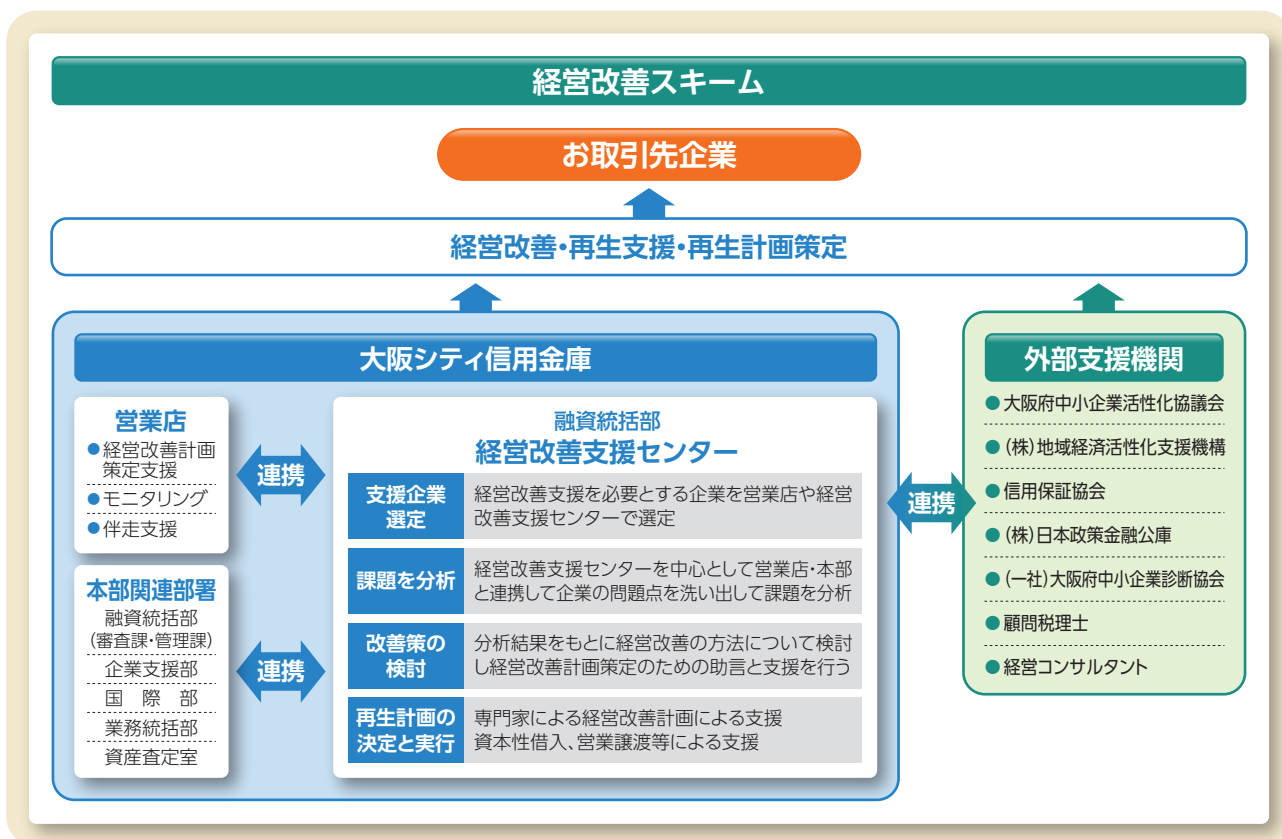 経営改善スキーム
お取引先企業
経営改善・再生支援・再生計画策定
大阪シティ信用金庫
営業店
●経営改善計画
策定支援
●モニタリング
●伴走支援
連携
本部関連部署
融資統括部
(審査課・管理課)
企業支援部
国際部
業務統括部
資産査定室
連携
融資統括部
経営改善支援センター
支援企業
選定
経営改善支援を必要とする企業を営業店や経営
改善支援センターで選定
課題を分析
経営改善支援センターを中心として営業店・本部
と連携して企業の問題点を洗い出して課題を分析
改善策の
検討
分析結果をもとに経営改善の方法について検討
し経営改善計画策定のための助言と支援を行う
再生計画の
決定と実行
専門家による経営改善計画による支援
資本性借入、営業譲渡等による支援
連携
外部支援機関
●大阪府中小企業活性化協議会
●(株)地域経済活性化支援機構
●信用保証協会
●(株)日本政策金融公庫
●(一社)大阪府中小企業診断協会
●顧問税理士
●経営コンサルタント